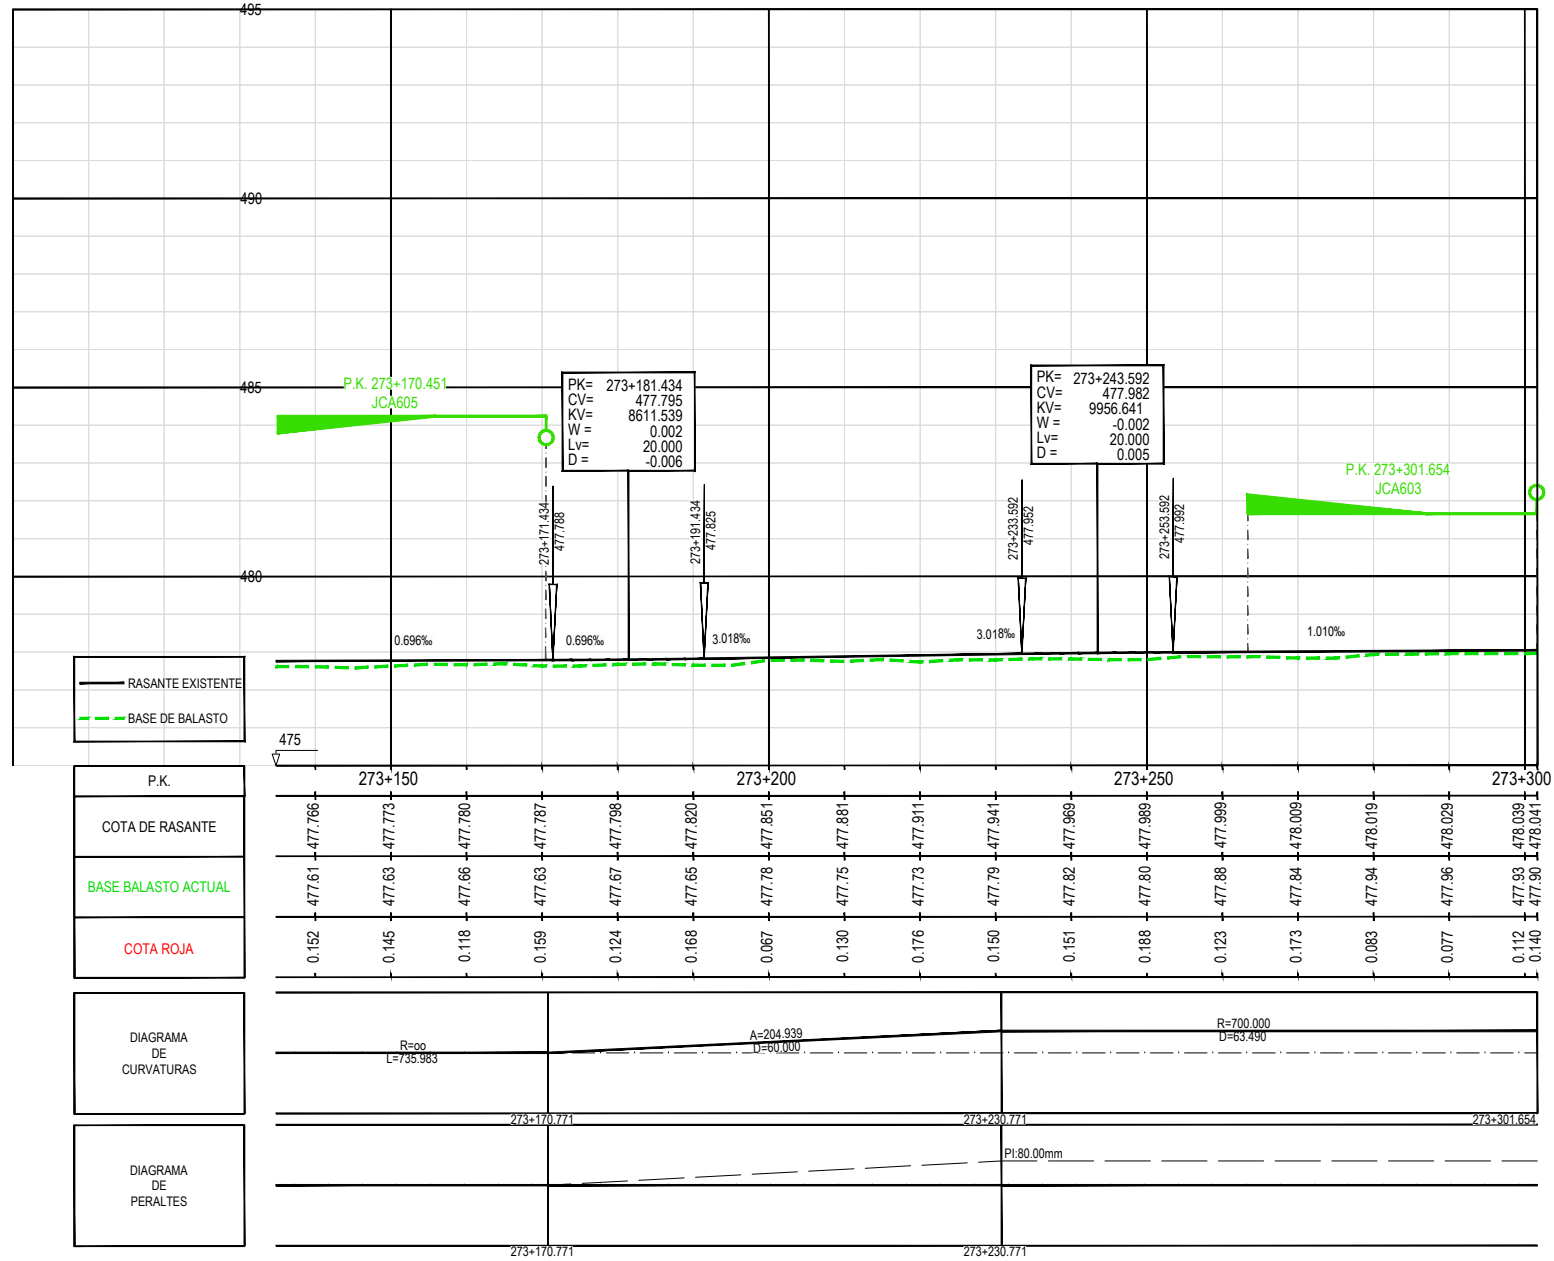 495
490
485
480
P.K. 273+170.451
JCA605
PK= 273+181.434
CV= 477.795
KV= 8611.539
W = 0.002
Lv= 20.000
D = -0.006
PK= 273+243.592
CV= 477.982
KV= 9956.641
W = -0.002
Lv= 20.000
D = 0.005
P.K. 273+301.654
JCA603
273+171.434
477.788
273+191.434
477.825
273+233.592
477.952
273+253.592
477.992
0.696‰
0.696‰
3.018‰
3.018‰
1.010‰
RASANTE EXISTENTE
BASE DE BALASTO
475
P.K. 273+150 273+200 273+250 273+300
COTA DE RASANTE 477.766 477.773 477.780 477.787 477.798 477.820 477.851 477.881 477.911 477.941 477.969 477.989 477.999 478.009 478.019 478.029 478.039 478.041
BASE BALASTO ACTUAL 477.61 477.63 477.66 477.63 477.67 477.65 477.78 477.75 477.73 477.79 477.82 477.80 477.88 477.84 477.94 477.96 477.93 477.90
COTA ROJA 0.152 0.145 0.118 0.159 0.124 0.168 0.067 0.130 0.176 0.150 0.151 0.188 0.123 0.173 0.083 0.077 0.112 0.140
DIAGRAMA
DE
CURVATURAS
R=oo
L=735.983
A=204.939
D=60.000
R=700.000
D=63.490
273+170.771 273+230.771 273+301.654
DIAGRAMA
DE
PERALTES
PI:80.00mm
273+170.771 273+230.771